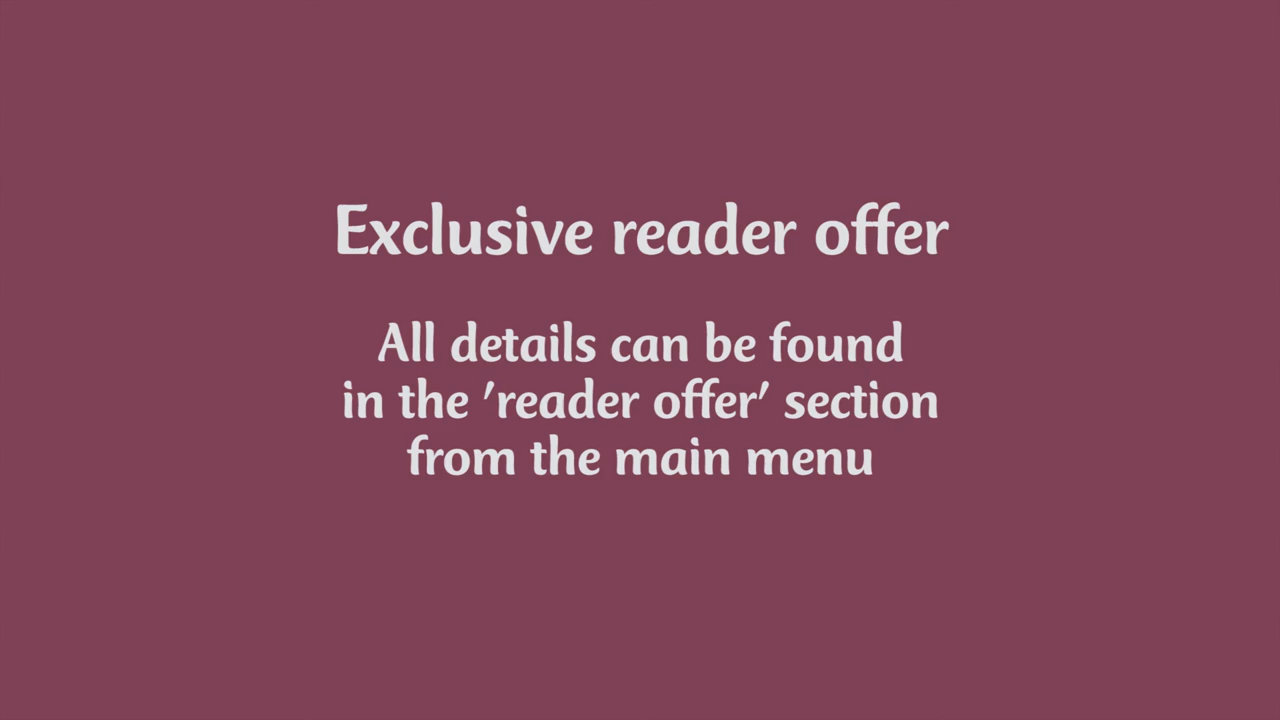 Exclusive reader offer
All details can be found
in the 'reader offer' section
from the main menu